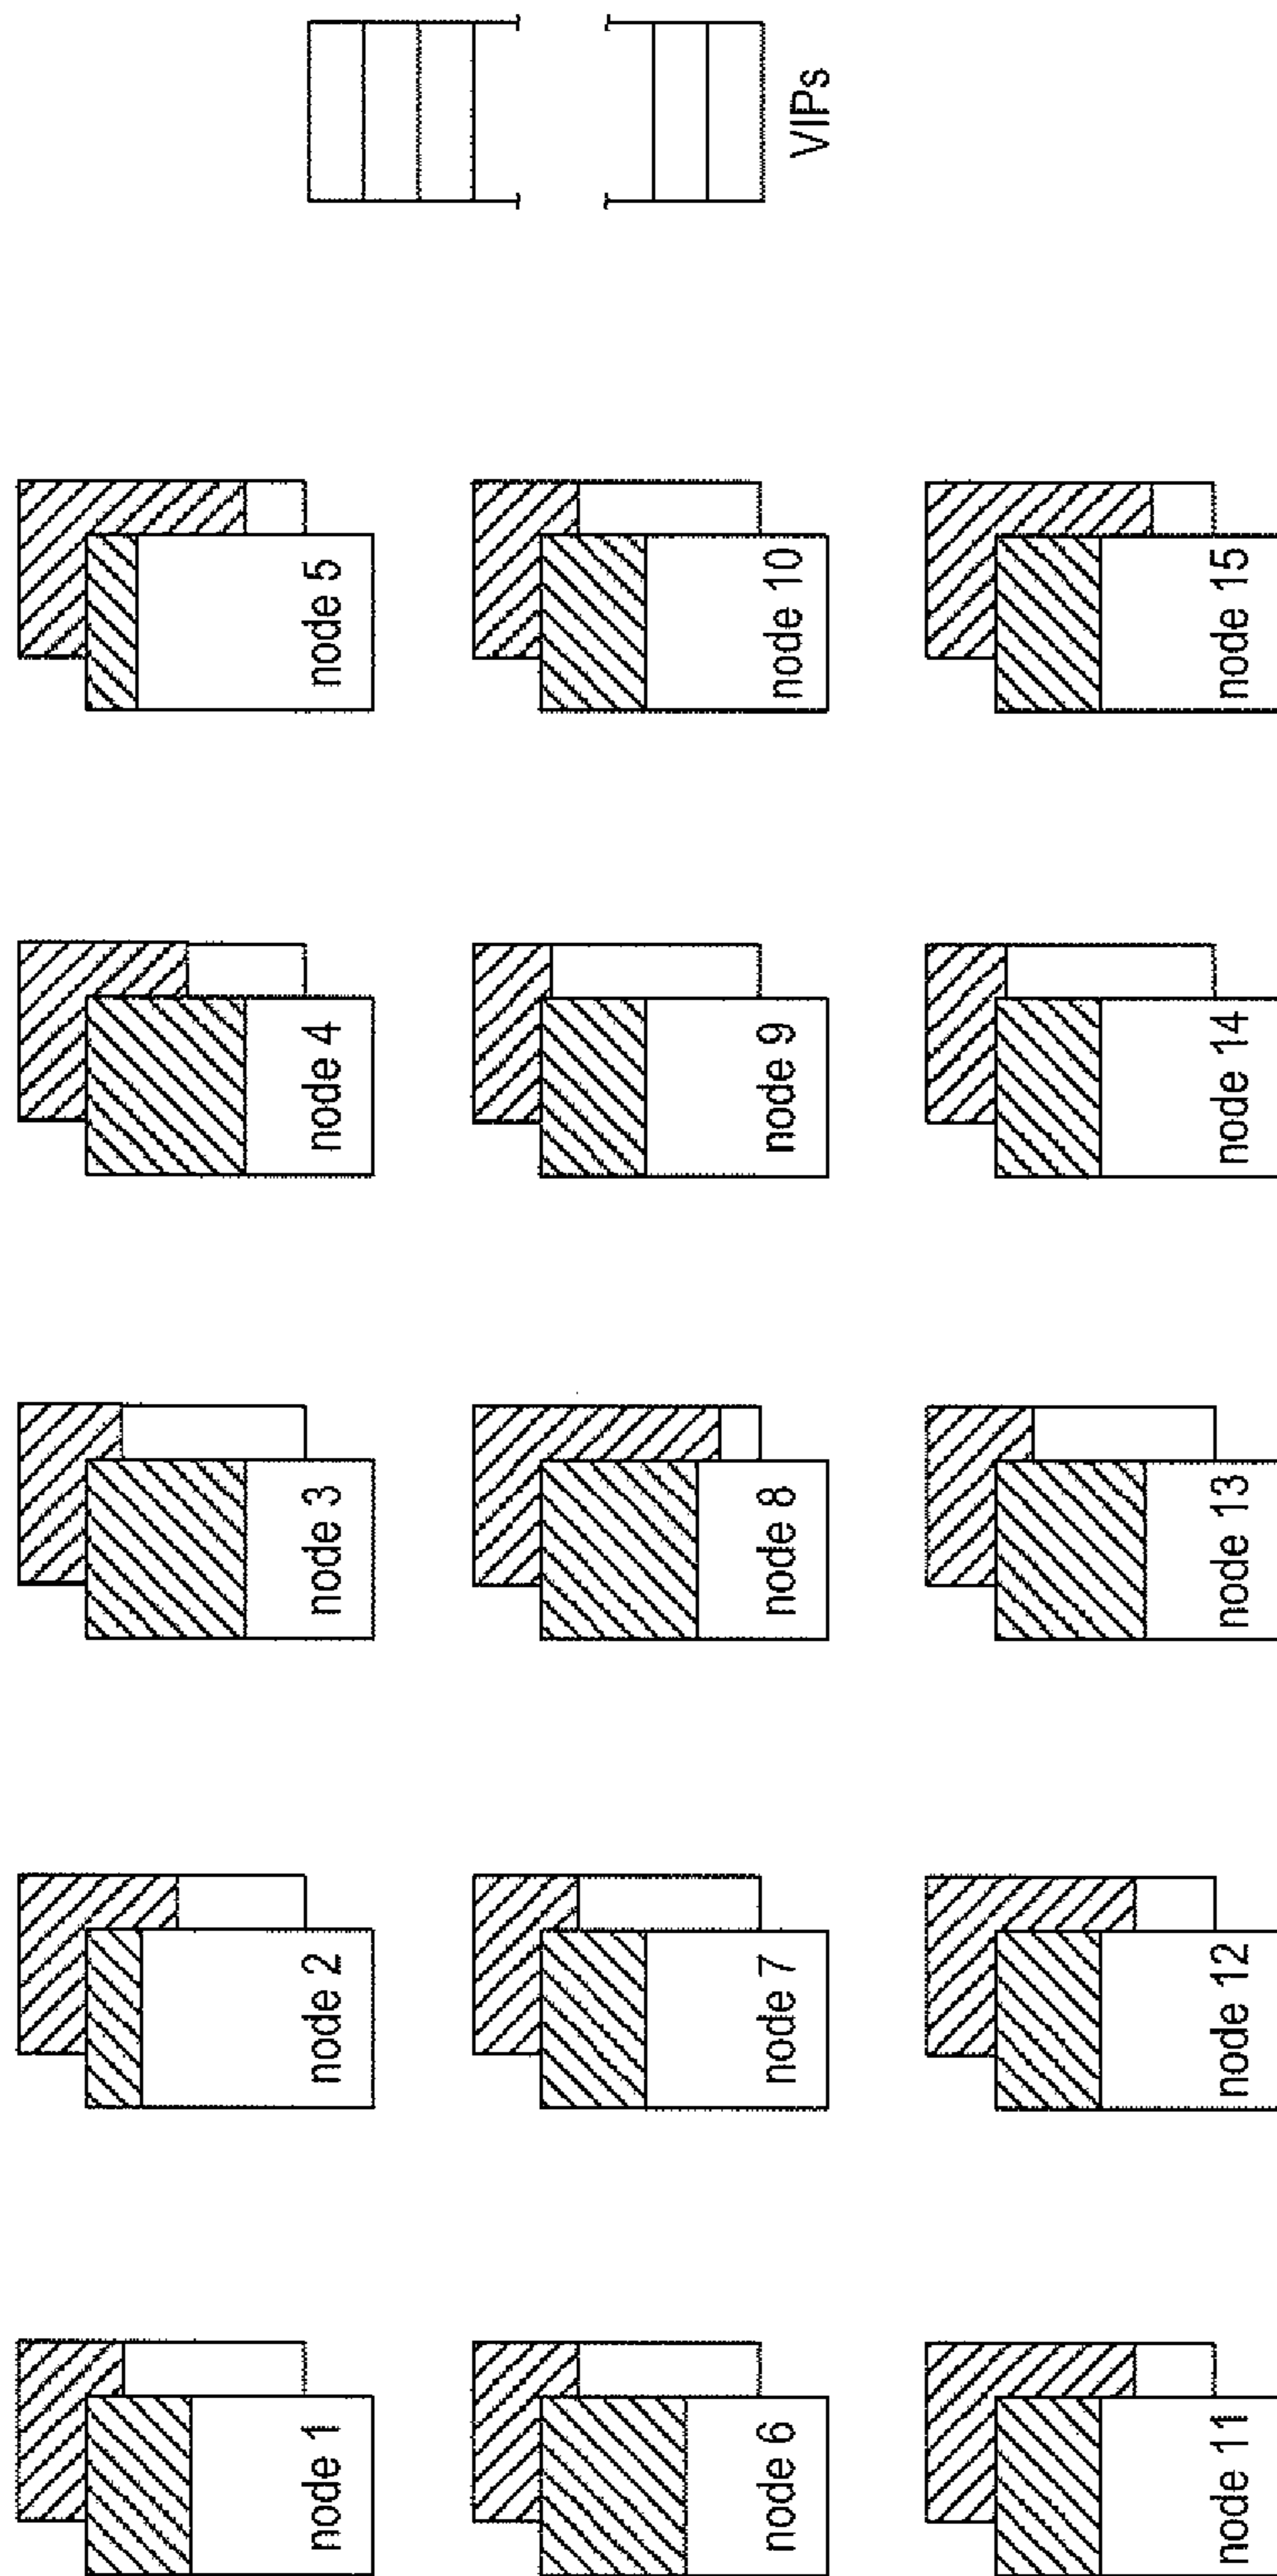 node 1
node 2
node 3
node 4
node 5
node 6
node 7
node 8
node 9
node 10
node 11
node 12
node 13
node 14
node 15
VIPs